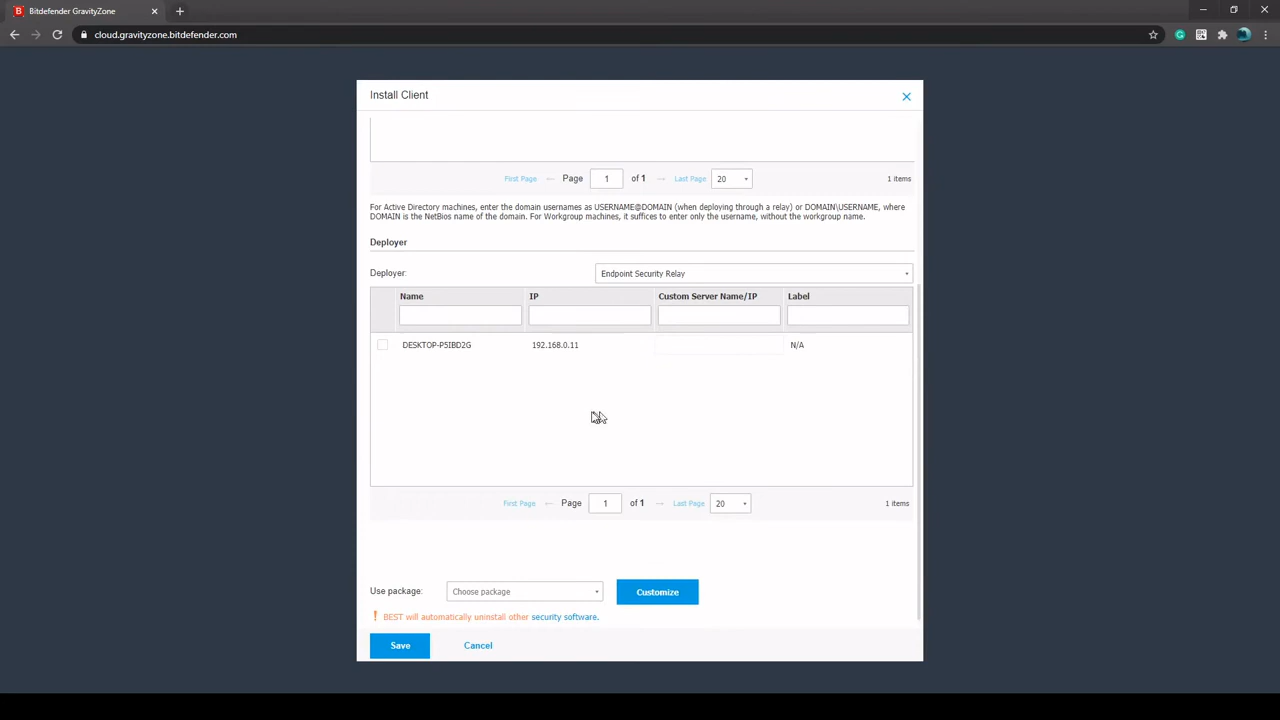 Bitdefender GravityZone
cloud.gravityzone.bitdefender.com
Install Client
First Page Page 1 of 1 Last Page 20 1 items
For Active Directory machines, enter the domain usernames as USERNAME@DOMAIN (when deploying through a relay) or DOMAIN\USERNAME, where
DOMAIN is the NetBios name of the domain. For Workgroup machines, it suffices to enter only the username, without the workgroup name.
Deployer
Deployer: Endpoint Security Relay
Name IP Custom Server Name/IP Label
DESKTOP-P5IBD2G 192.168.0.11 N/A
First Page Page 1 of 1 Last Page 20 1 items
Use package: Choose package Customize
! BEST will automatically uninstall other security software.
Save Cancel